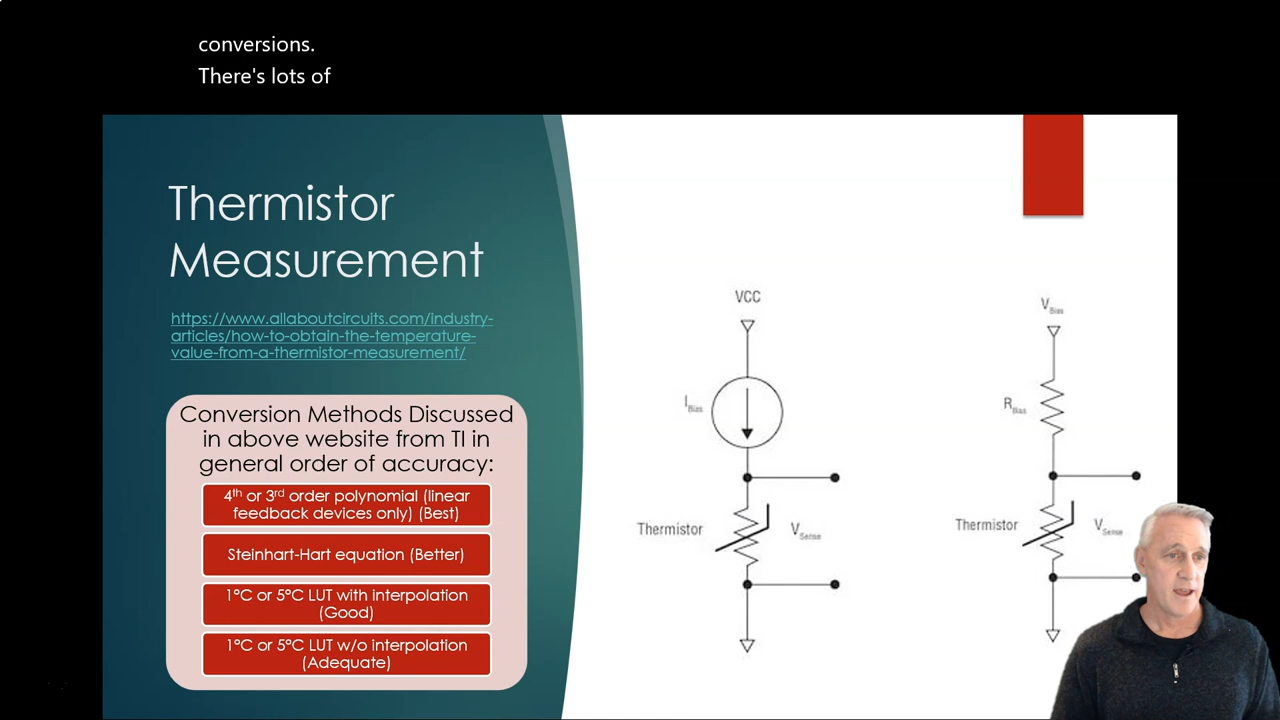 conversions.
There's lots of
Thermistor
Measurement
https://www.allaboutcircuits.com/industry-
articles/how-to-obtain-the-temperature-
value-from-a-thermistor-measurement/
Conversion Methods Discussed
in above website from TI in
general order of accuracy:
4th or 3rd order polynomial (linear
feedback devices only) (Best)
Steinhart-Hart equation (Better)
1°C or 5°C LUT with interpolation
(Good)
1°C or 5°C LUT w/o interpolation
(Adequate)
VCC
IBias
Thermistor
VSense
VBias
RBias
Thermistor
VSense